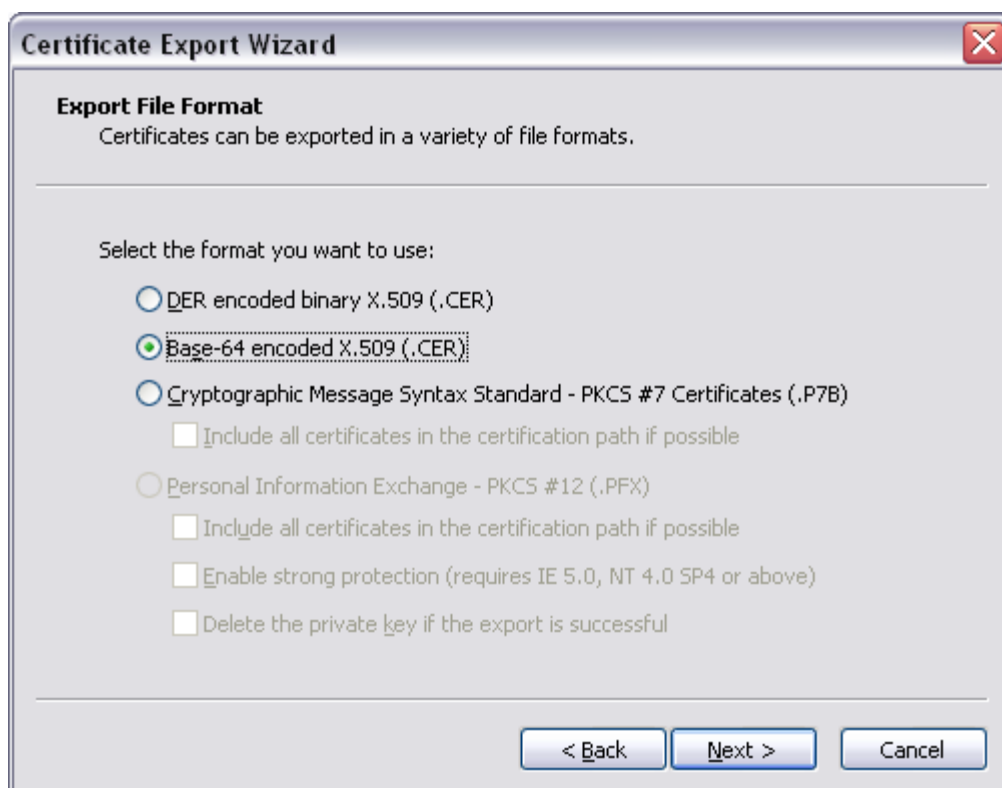 Certificate Export Wizard
Export File Format
Certificates can be exported in a variety of file formats.
Select the format you want to use:
DER encoded binary X.509 (.CER)
Base-64 encoded X.509 (.CER)
Cryptographic Message Syntax Standard - PKCS #7 Certificates (.P7B)
Include all certificates in the certification path if possible
Personal Information Exchange - PKCS #12 (.PFX)
Include all certificates in the certification path if possible
Enable strong protection (requires IE 5.0, NT 4.0 SP4 or above)
Delete the private key if the export is successful
< Back Next > Cancel